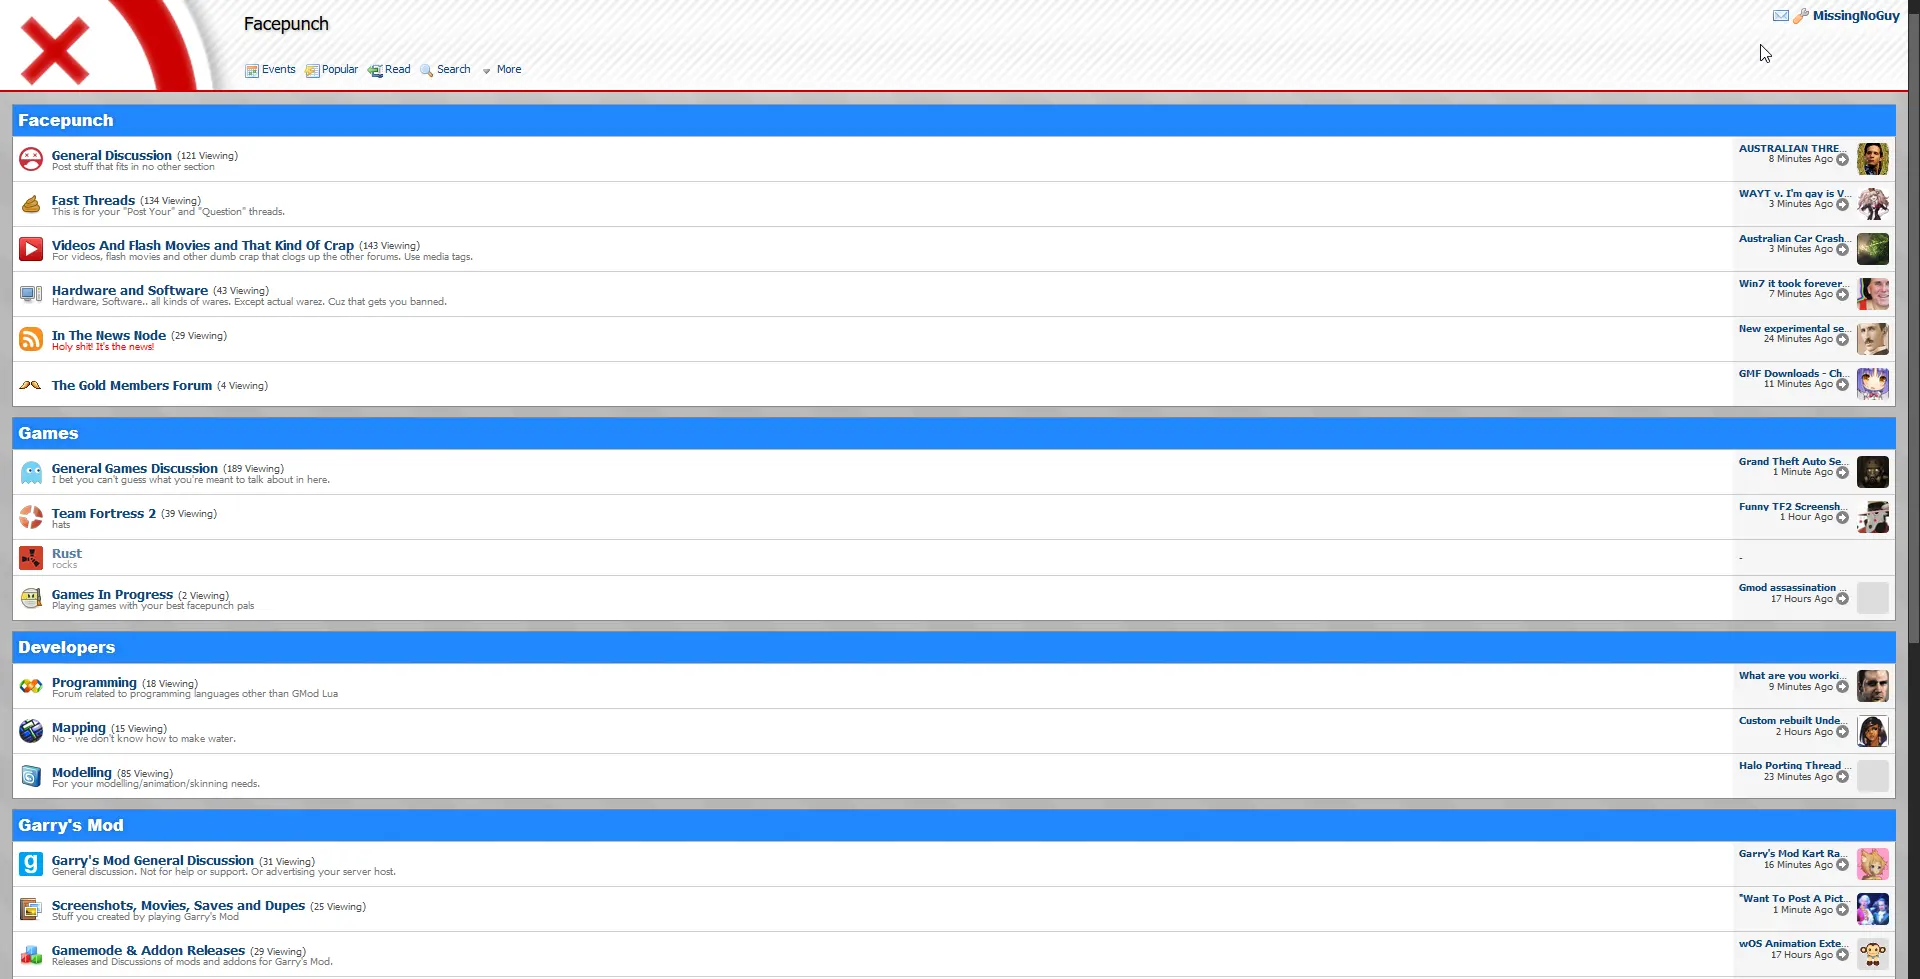 Facepunch
MissingNoGuy
Events Popular Read Search More
Facepunch
General Discussion (121 Viewing)
Post stuff that fits in no other section
AUSTRALIAN THRE...
8 Minutes Ago
Fast Threads (134 Viewing)
This is for your "Post Your" and "Question" threads.
WAYT v. I'm gay is V...
3 Minutes Ago
Videos And Flash Movies and That Kind Of Crap (143 Viewing)
For videos, flash movies and other dumb crap that clogs up the other forums. Use media tags.
Australian Car Crash...
3 Minutes Ago
Hardware and Software (43 Viewing)
Hardware, Software.. all kinds of wares. Except actual warez. Cuz that gets you banned.
Win7 it took forever...
7 Minutes Ago
In The News Node (29 Viewing)
Holy shit! It's the news!
New experimental se...
24 Minutes Ago
The Gold Members Forum (4 Viewing)
GMF Downloads - Ch...
11 Minutes Ago
Games
General Games Discussion (189 Viewing)
I bet you can't guess what you're meant to talk about in here.
Grand Theft Auto Se...
1 Minute Ago
Team Fortress 2 (39 Viewing)
hats
Funny TF2 Screensh...
1 Hour Ago
Rust
rocks
-
Games In Progress (2 Viewing)
Playing games with your best facepunch pals
Gmod assassination ...
17 Hours Ago
Developers
Programming (18 Viewing)
Forum related to programming languages other than GMod Lua
What are you worki...
9 Minutes Ago
Mapping (15 Viewing)
No - we don't know how to make water.
Custom rebuilt Unde...
2 Hours Ago
Modelling (85 Viewing)
For your modelling/animation/skinning needs.
Halo Porting Thread ...
23 Minutes Ago
Garry's Mod
g
Garry's Mod General Discussion (31 Viewing)
General discussion. Not for help or support. Or advertising your server host.
Garry's Mod Kart Ra...
16 Minutes Ago
Screenshots, Movies, Saves and Dupes (25 Viewing)
Stuff you created by playing Garry's Mod
"Want To Post A Pict...
1 Minute Ago
Gamemode & Addon Releases (29 Viewing)
Releases and Discussions of mods and addons for Garry's Mod.
wOS Animation Exte...
17 Hours Ago